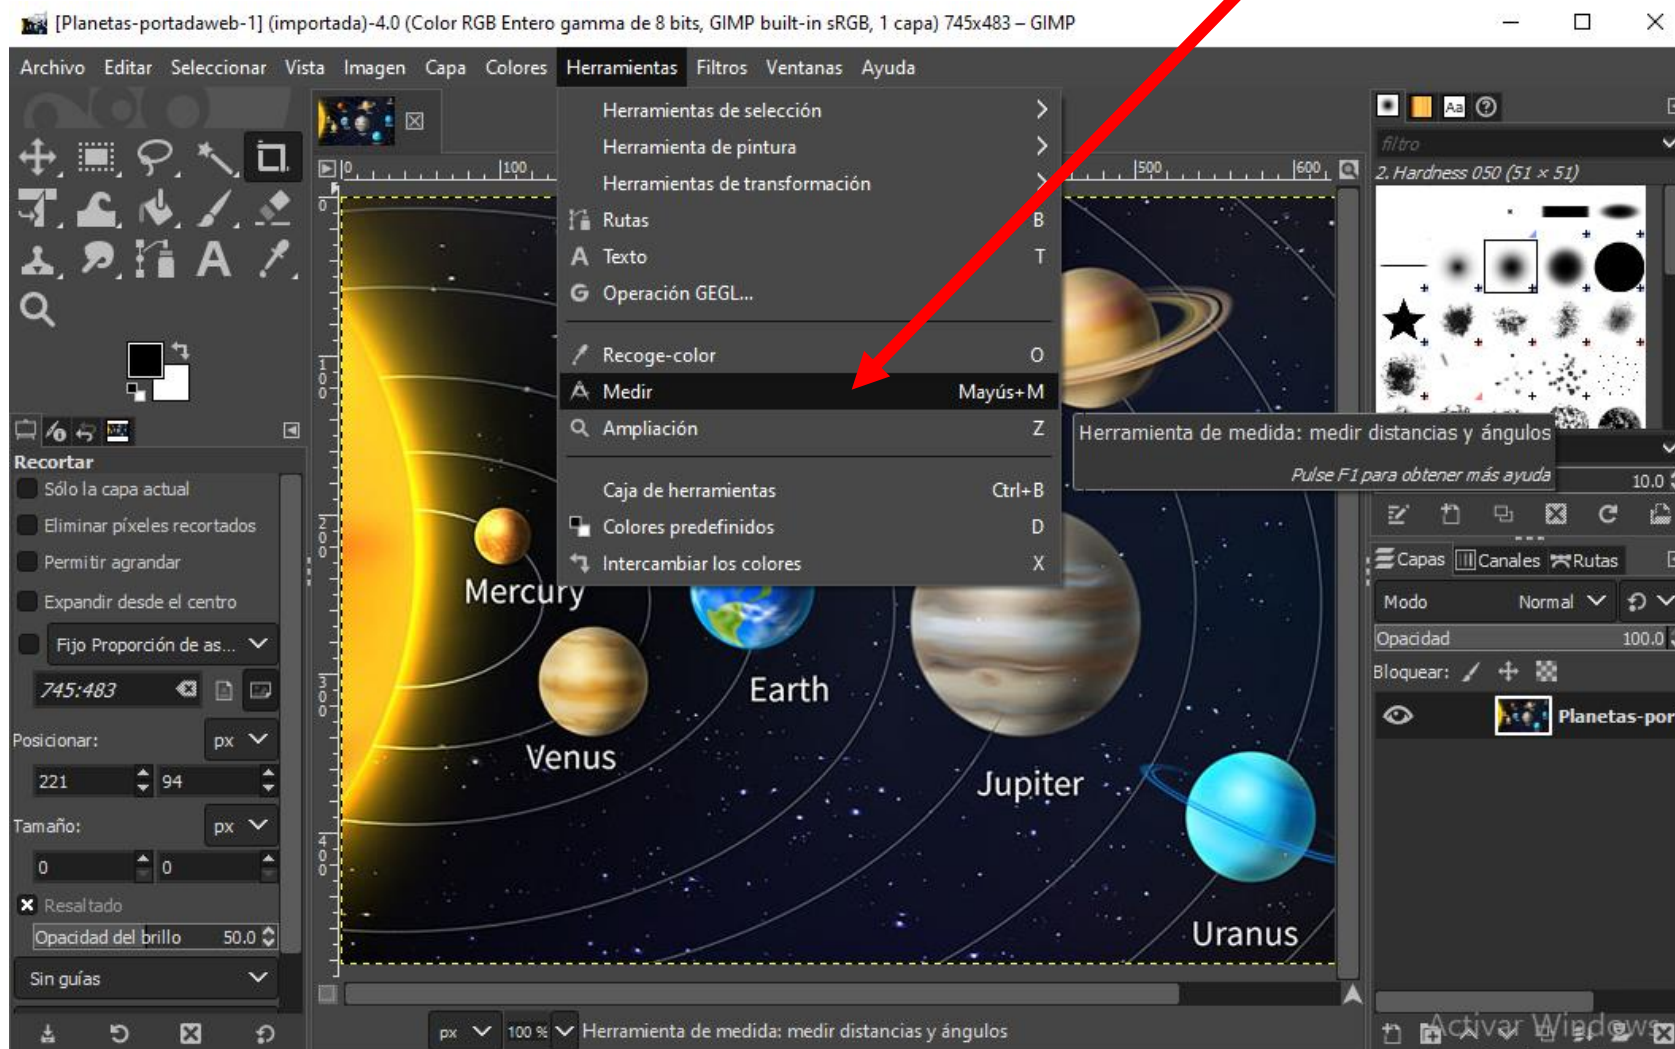 [Planetas-portadaweb-1] (importada)-4.0 (Color RGB Entero gamma de 8 bits, GIMP built-in sRGB, 1 capa) 745x483 – GIMP
Archivo Editar Seleccionar Vista Imagen Capa Colores Herramientas Filtros Ventanas Ayuda
Herramientas de selección
Herramienta de pintura
Herramientas de transformación
Rutas B
Texto T
Operación GEGL...
Recoge-color O
Medir Mayús+M
Ampliación Z
Caja de herramientas Ctrl+B
Colores predefinidos D
Intercambiar los colores X
Herramienta de medida: medir distancias y ángulos
Pulse F1 para obtener más ayuda
0 100 500 600
0
100
200
300
400
Recortar
Sólo la capa actual
Eliminar píxeles recortados
Permitir agrandar
Expandir desde el centro
Fijo Proporción de as...
745:483
Posicionar: px
221 94
Tamaño: px
0 0
Resaltado
Opacidad del brillo 50.0
Sin guías
Mercury
Venus
Earth
Jupiter
Uranus
px 100 % Herramienta de medida: medir distancias y ángulos
Aa
filtro
2. Hardness 050 (51 × 51)
10.0
Capas Canales Rutas
Modo Normal
Opacidad 100.0
Bloquear:
Planetas-por
Activar Windows